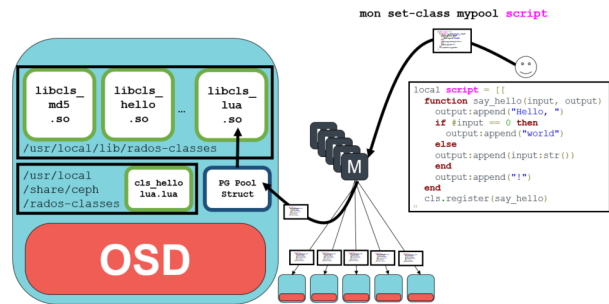 mon set-class mypool script
libcls_
md5
.so
libcls_
hello
.so
...
libcls_
lua
.so
/usr/local/lib/rados-classes
/usr/local
/share/ceph
/rados-classes
cls_hello
lua.lua
PG Pool
Struct
OSD
M
local script = [[
function say_hello(input, output)
output:append("Hello, ")
if #input == 0 then
output:append("world")
else
output:append(input:str())
end
output:append("!")
end
cls.register(say_hello)